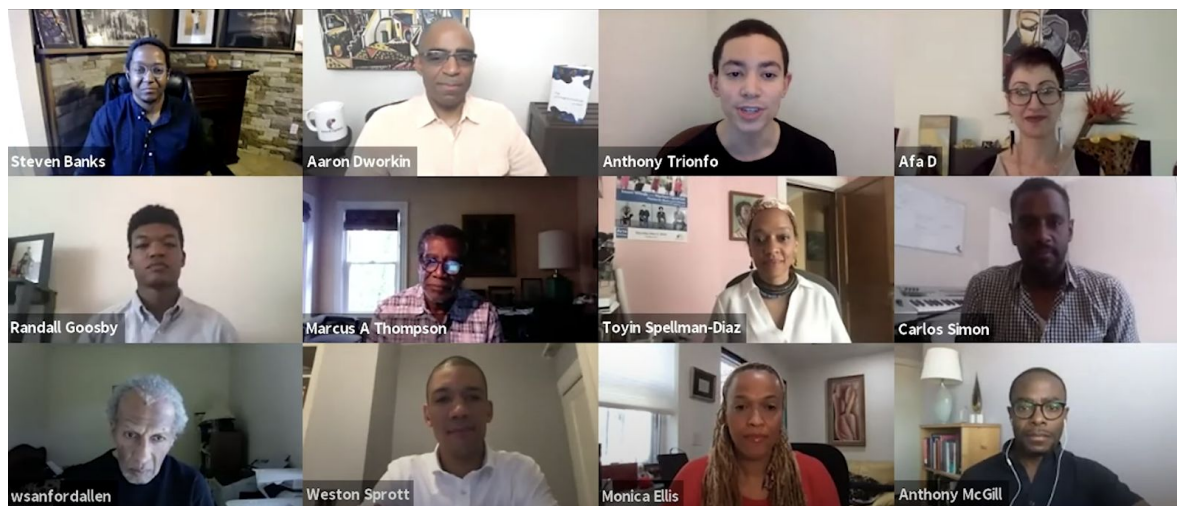 Steven Banks
Aaron Dworkin
Anthony Trionfo
Afa D
Randall Goosby
Marcus A Thompson
Toyin Spellman-Diaz
Carlos Simon
wsanfordallen
Weston Sprott
Monica Ellis
Anthony McGill